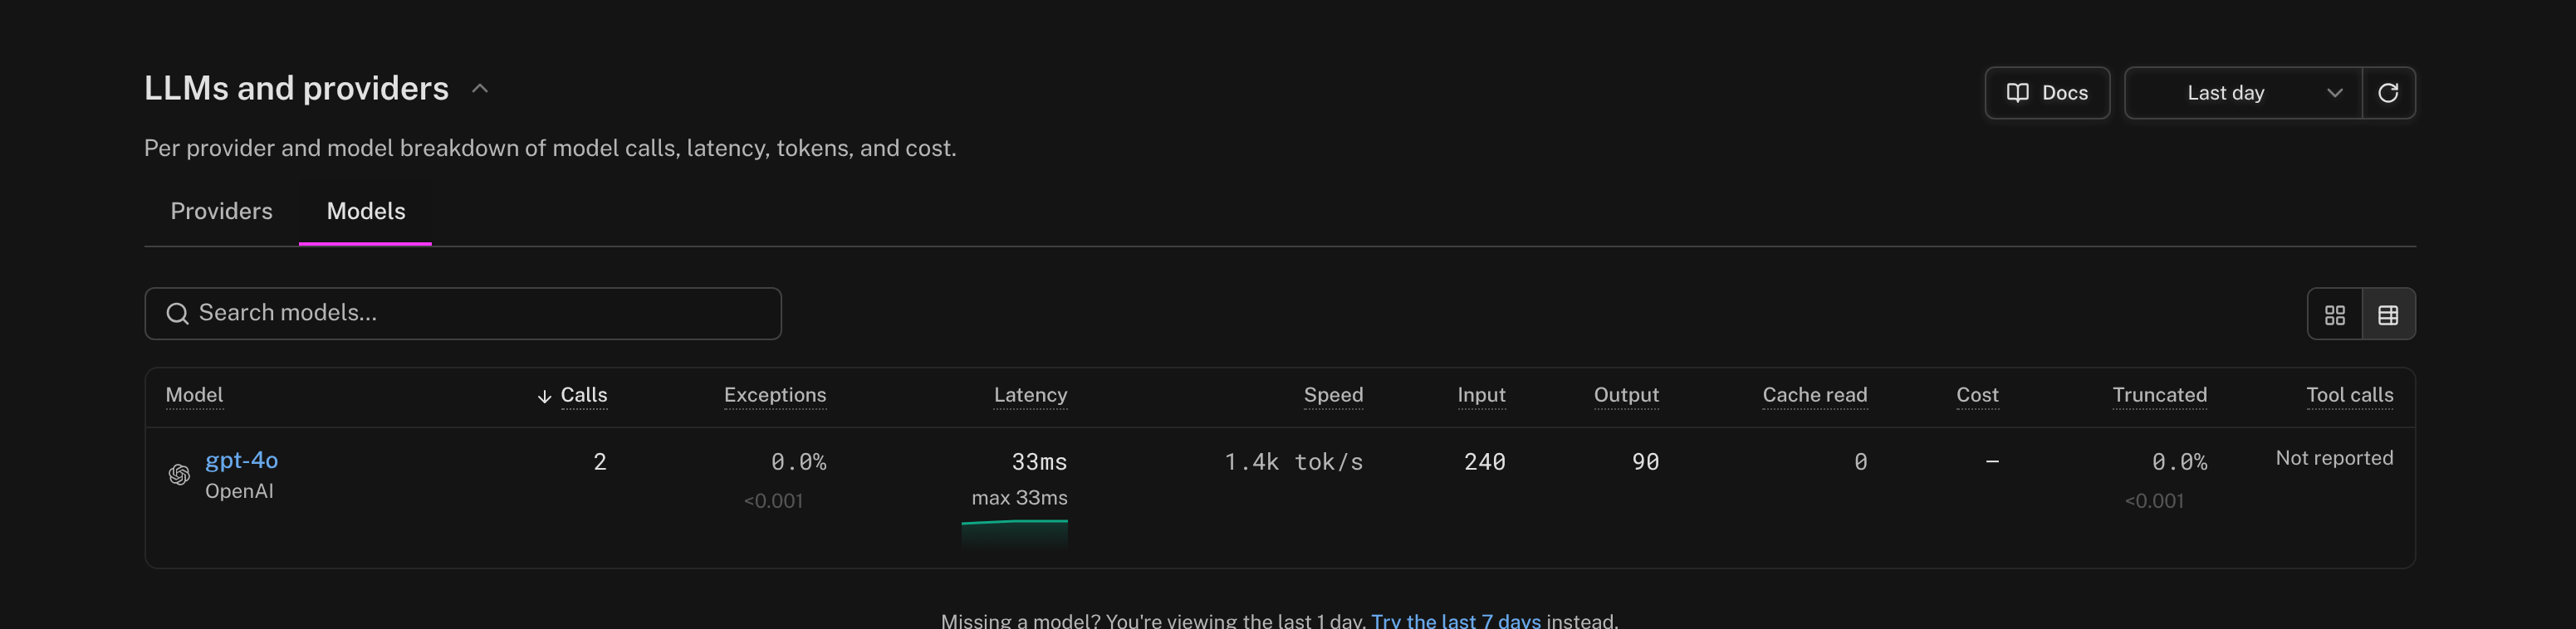 LLMs and providers
Docs
Last day
Per provider and model breakdown of model calls, latency, tokens, and cost.
Providers
Models
Search models...
Model
↓ Calls
Exceptions
Latency
Speed
Input
Output
Cache read
Cost
Truncated
Tool calls
gpt-4o
OpenAI
2
0.0%
<0.001
33ms
max 33ms
1.4k tok/s
240
90
0
–
0.0%
<0.001
Not reported
Missing a model? You're viewing the last 1 day. Try the last 7 days instead.